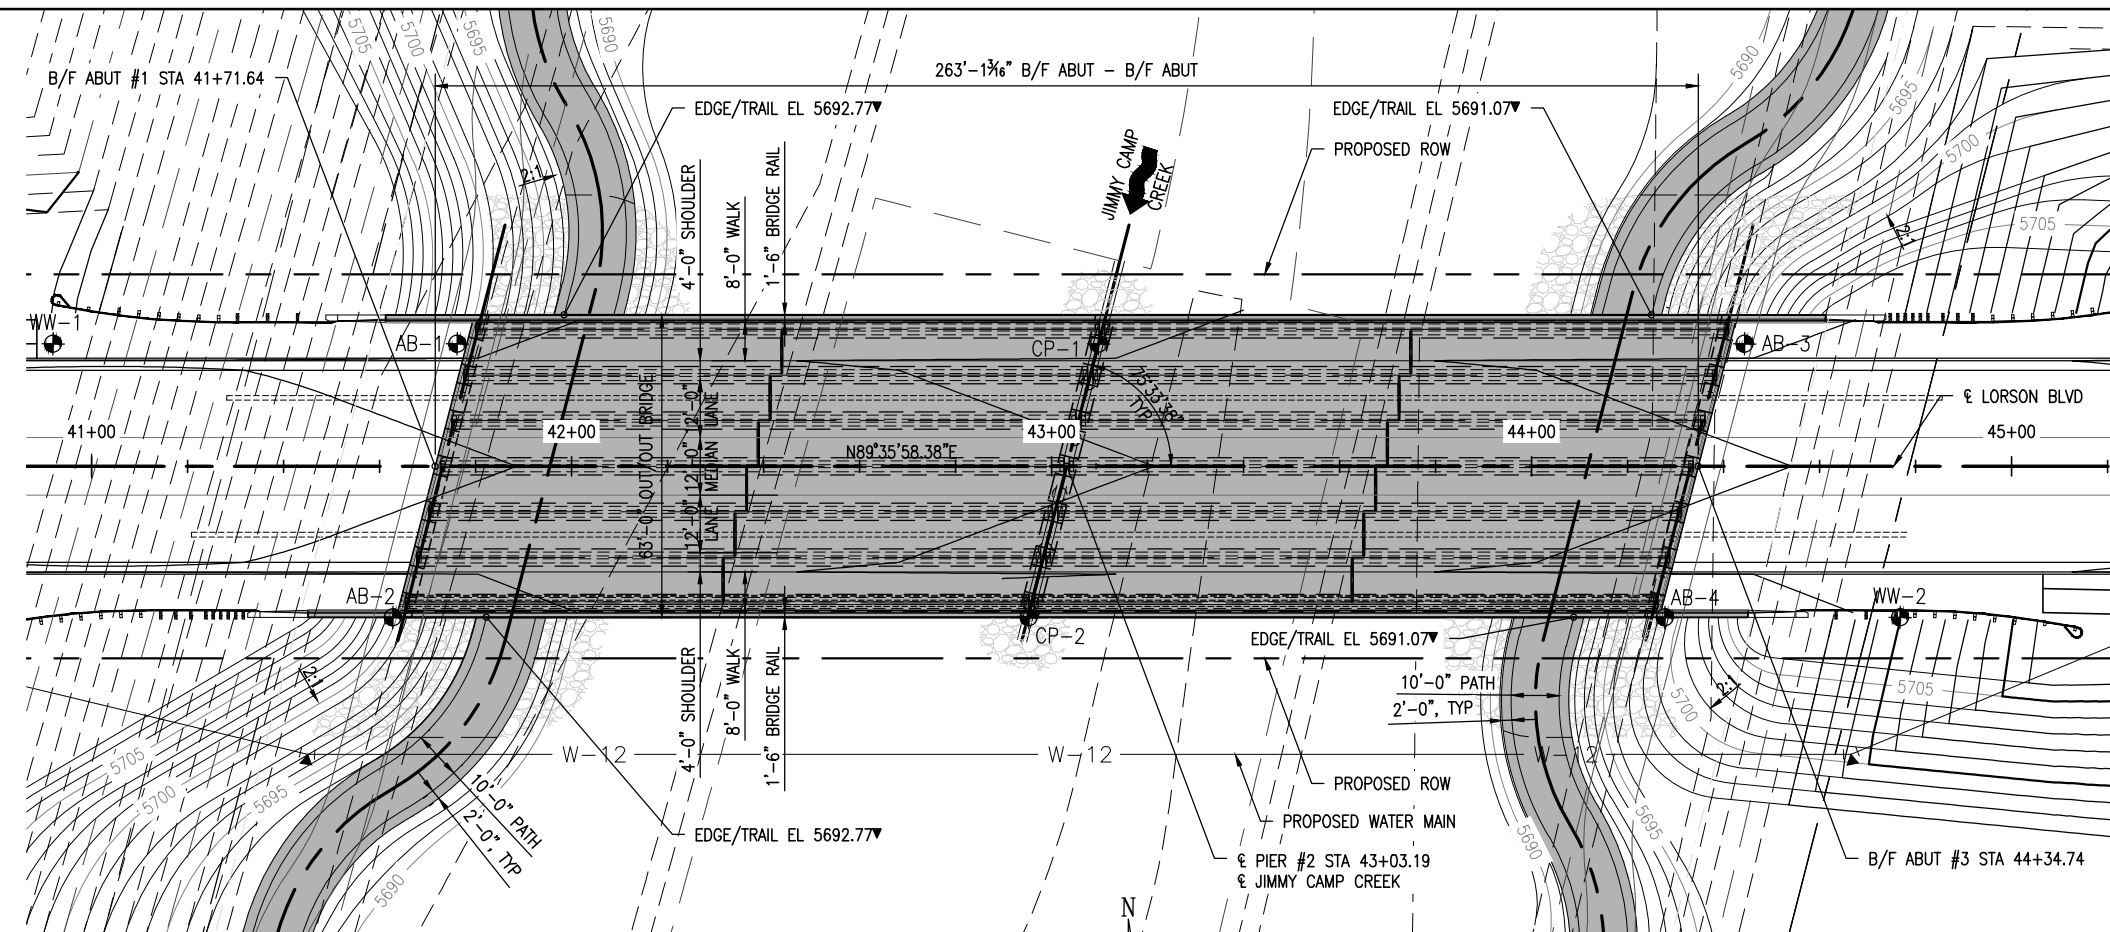 5705
5700
5695
5690
B/F ABUT #1 STA 41+71.64
263'-1 3/16" B/F ABUT - B/F ABUT
5690
5695
5700
5705
EDGE/TRAIL EL 5692.77▼
EDGE/TRAIL EL 5691.07▼
PROPOSED ROW
JIMMY CAMP
CREEK
2:1
2:1
4'-0" SHOULDER
8'-0" WALK
1'-6" BRIDGE RAIL
WW-1
AB-1
CP-1
AB-3
75°33'38"
TYP
℄ LORSON BLVD
41+00
42+00
43+00
44+00
45+00
N89°35'58.38"E
63'-0" OUT/OUT BRIDGE
12'-0"
LANE
12'-0"
MEDIAN
12'-0"
LANE
AB-2
CP-2
AB-4
WW-2
EDGE/TRAIL EL 5691.07▼
2:1
2:1
4'-0" SHOULDER
8'-0" WALK
1'-6" BRIDGE RAIL
10'-0" PATH
2'-0", TYP
5705
5700
W-12
W-12
W-12
5705
5700
5695
5690
10'-0" PATH
2'-0", TYP
PROPOSED ROW
PROPOSED WATER MAIN
EDGE/TRAIL EL 5692.77▼
5690
5695
℄ PIER #2 STA 43+03.19
℄ JIMMY CAMP CREEK
B/F ABUT #3 STA 44+34.74
N